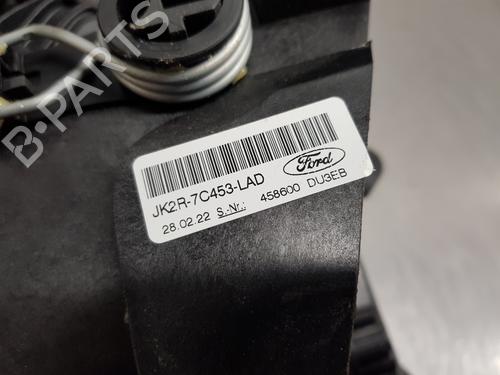 B-PARTS
JK2R-7C453-LAD
Ford
28.02.22 S.-Nr.: 458600 DU3EB